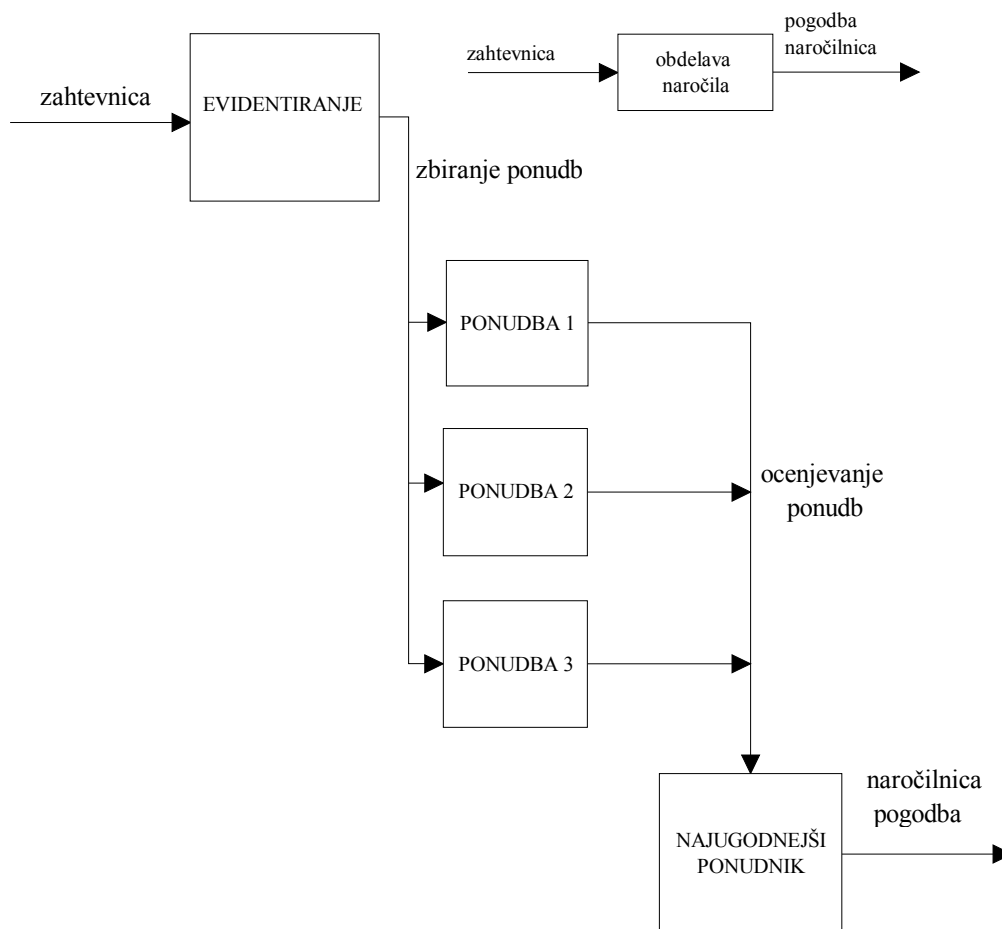 zahtevnica
EVIDENTIRANJE
zahtevnica
obdelava
naročila
pogodba
naročilnica
zbiranje ponudb
PONUDBA 1
PONUDBA 2
PONUDBA 3
ocenjevanje
ponudb
NAJUGODNEJŠI
PONUDNIK
naročilnica
pogodba